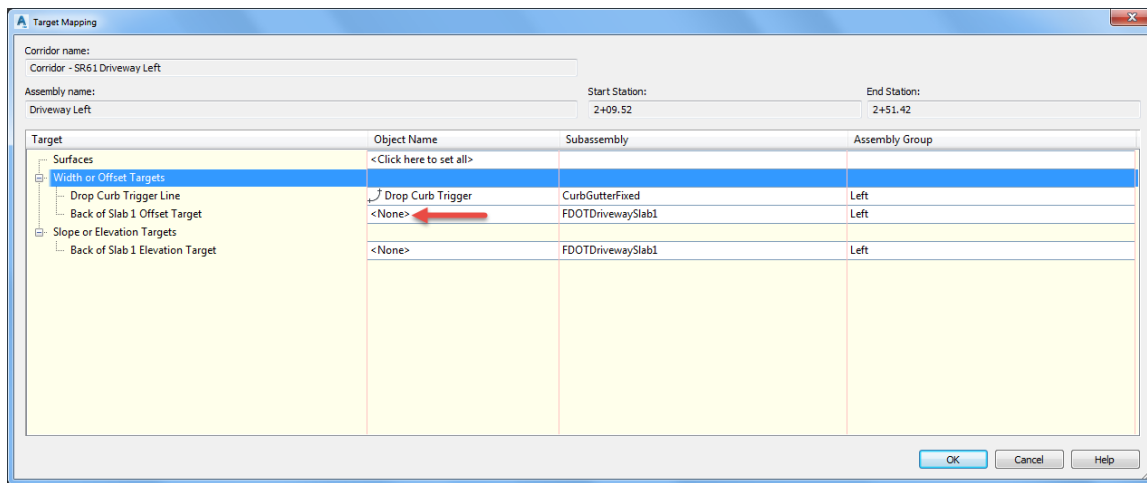 Target Mapping
Corridor name:
Corridor - SR61 Driveway Left
Assembly name: Start Station: End Station:
Driveway Left 2+09.52 2+51.42
Target Object Name Subassembly Assembly Group
Surfaces <Click here to set all>
Width or Offset Targets
Drop Curb Trigger Line Drop Curb Trigger CurbGutterFixed Left
Back of Slab 1 Offset Target <None> FDOTDrivewaySlab1 Left
Slope or Elevation Targets
Back of Slab 1 Elevation Target <None> FDOTDrivewaySlab1 Left
OK Cancel Help